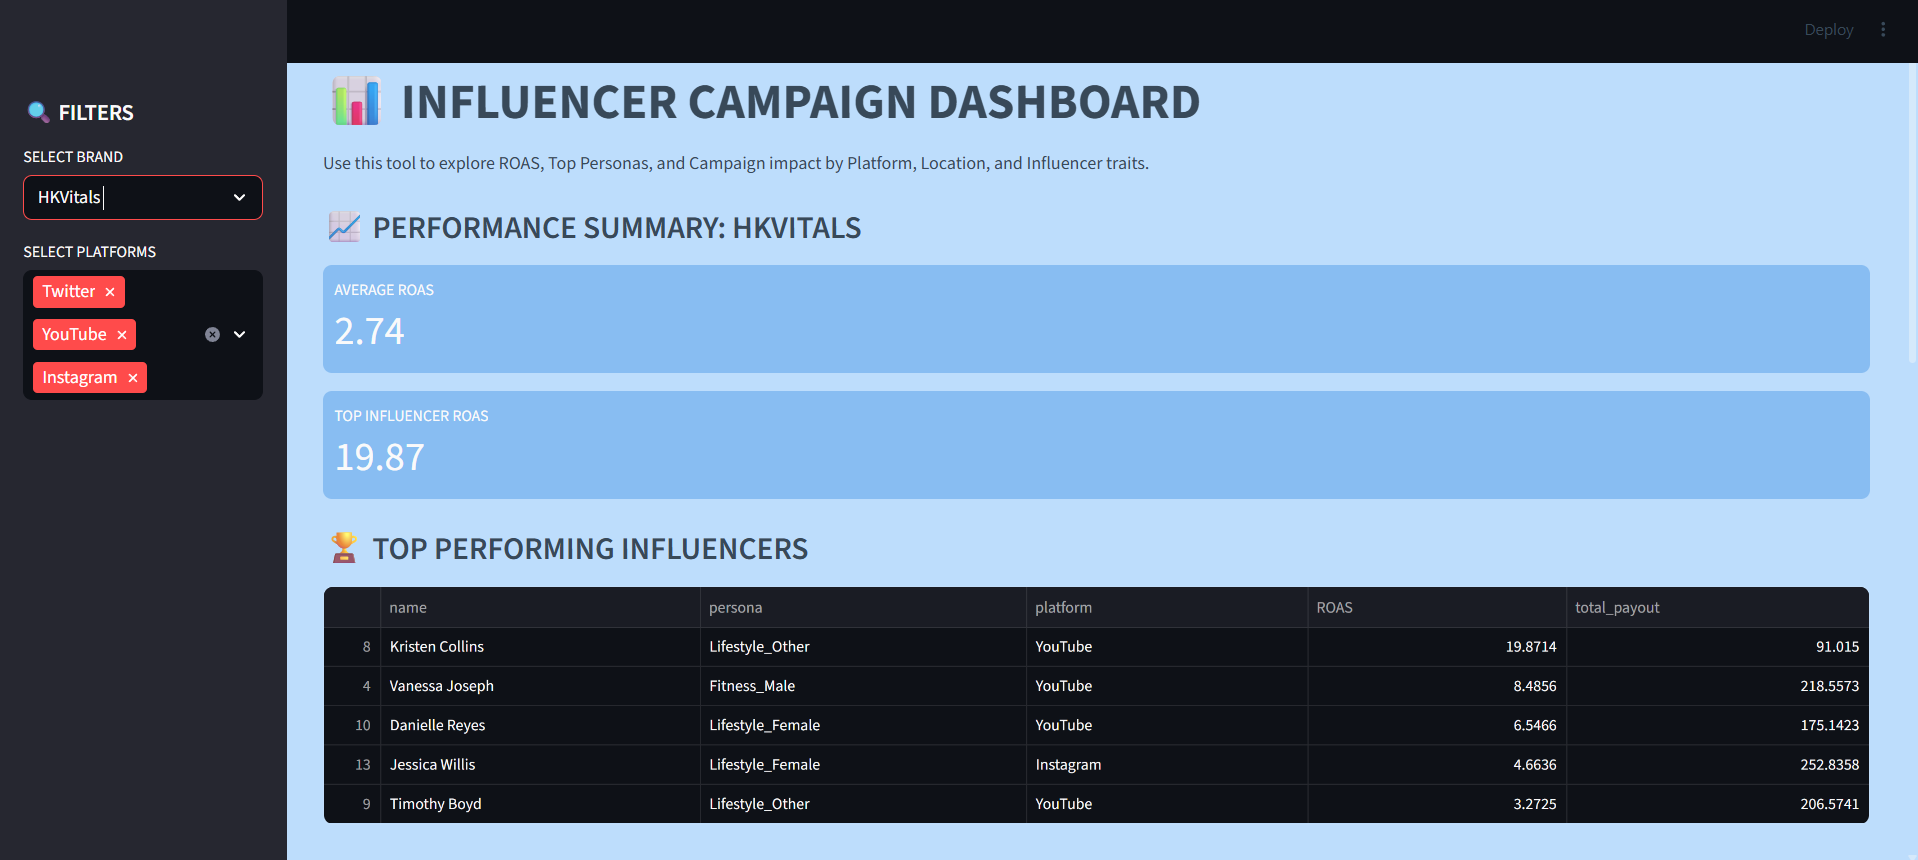 Deploy
FILTERS
SELECT BRAND
HKVitals
SELECT PLATFORMS
Twitter ×
YouTube ×
Instagram ×
INFLUENCER CAMPAIGN DASHBOARD
Use this tool to explore ROAS, Top Personas, and Campaign impact by Platform, Location, and Influencer traits.
PERFORMANCE SUMMARY: HKVITALS
AVERAGE ROAS
2.74
TOP INFLUENCER ROAS
19.87
TOP PERFORMING INFLUENCERS
name persona platform ROAS total_payout
8 Kristen Collins Lifestyle_Other YouTube 19.8714 91.015
4 Vanessa Joseph Fitness_Male YouTube 8.4856 218.5573
10 Danielle Reyes Lifestyle_Female YouTube 6.5466 175.1423
13 Jessica Willis Lifestyle_Female Instagram 4.6636 252.8358
9 Timothy Boyd Lifestyle_Other YouTube 3.2725 206.5741